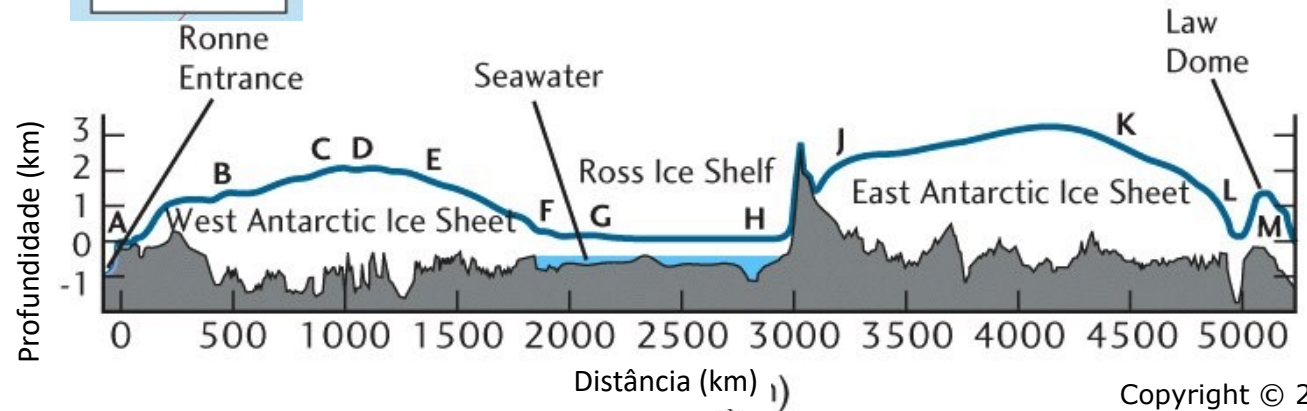 Ronne
Entrance
Seawater
Law
Dome
Profundidade (km)
3
2
1
0
-1
A
B
C
D
E
F
G
H
J
K
L
M
West Antarctic Ice Sheet
Ross Ice Shelf
East Antarctic Ice Sheet
0 500 1000 1500 2000 2500 3000 3500 4000 4500 5000
Distância (km)
Copyright © 2